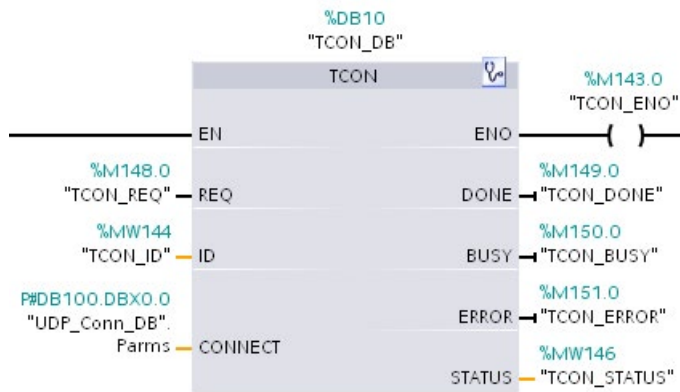 %DB10
"TCON_DB"
TCON
%M143.0
"TCON_ENO"
EN
ENO
%M148.0
"TCON_REQ"
REQ
%M149.0
DONE
"TCON_DONE"
%MW144
"TCON_ID"
ID
%M150.0
BUSY
"TCON_BUSY"
P#DB100.DBX0.0
"UDP_Conn_DB".
Parms
CONNECT
%M151.0
ERROR
"TCON_ERROR"
%MW146
STATUS
"TCON_STATUS"